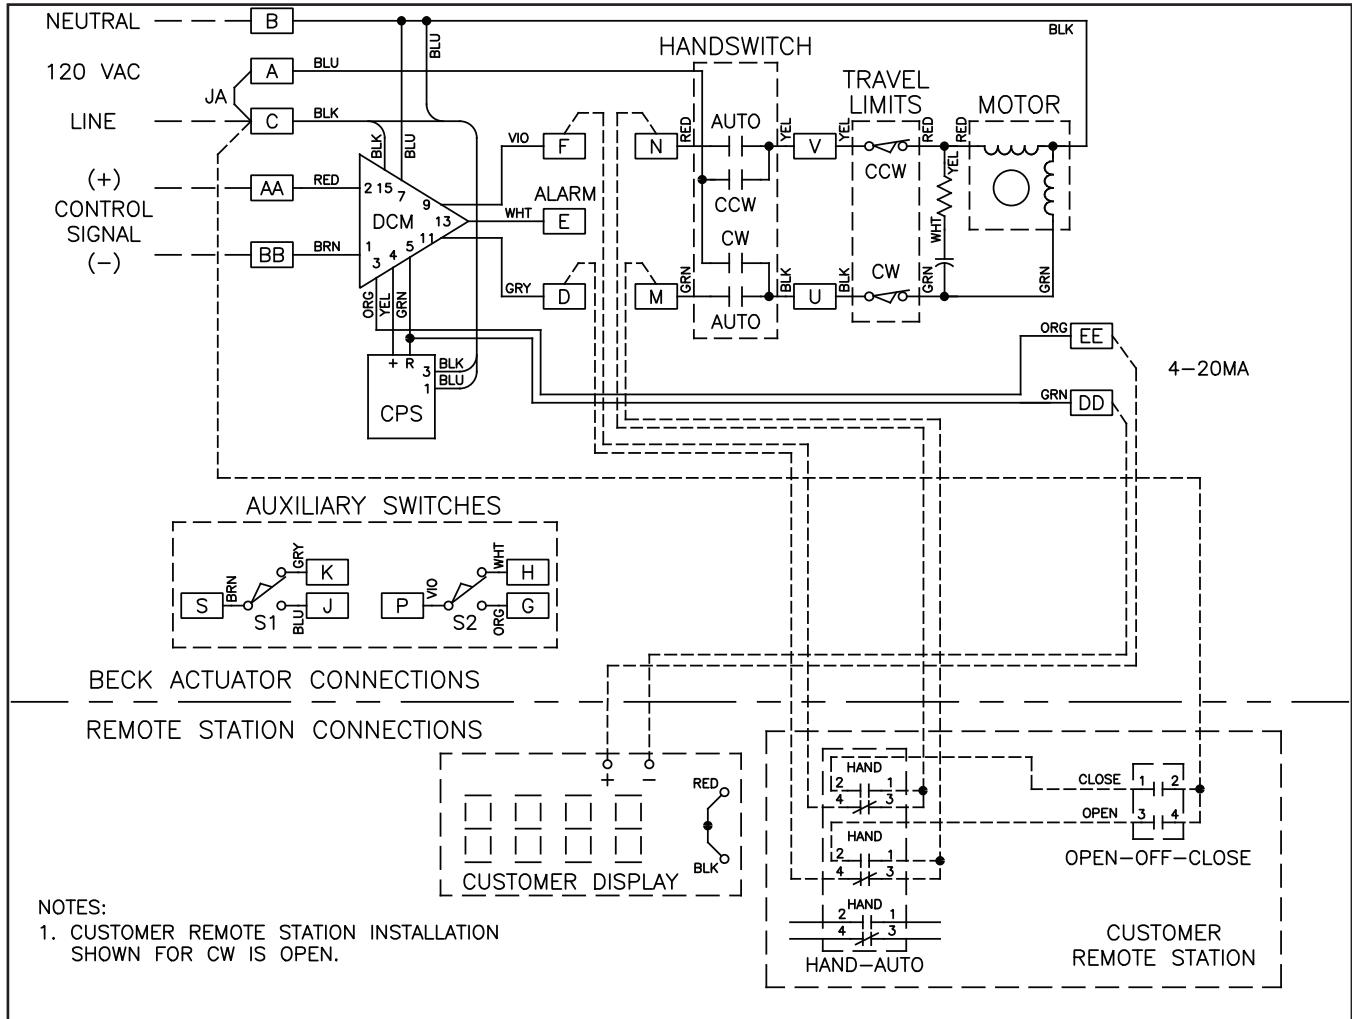 NEUTRAL
B
BLU
BLK
120 VAC
A
BLU
HANDSWITCH
JA
LINE
C
BLK
BLK
BLU
TRAVEL
LIMITS
MOTOR
VIO
F
N
RED
AUTO
YEL
V
YEL
RED
RED
CCW
YEL
CCW
(+)
CONTROL
SIGNAL
(-)
AA
RED
2 15
7
9
DCM
13
11
1
3
4
5
ALARM
WHT
E
BB
BRN
CW
CW
WHT
GRY
D
M
GRN
BLK
U
BLK
GRN
GRN
AUTO
ORG
YEL
GRN
+ R
3
1
BLK
BLU
CPS
ORG
EE
4-20MA
GRN
DD
AUXILIARY SWITCHES
S
BRN
GRY
K
S1
BLU
J
P
VIO
WHT
H
S2
ORG
G
BECK ACTUATOR CONNECTIONS
REMOTE STATION CONNECTIONS
+ -
RED
BLK
CUSTOMER DISPLAY
HAND
2 1
4 3
HAND
2 1
4 3
HAND
2 1
4 3
HAND-AUTO
CLOSE
1 2
OPEN
3 4
OPEN-OFF-CLOSE
CUSTOMER
REMOTE STATION
NOTES:
1. CUSTOMER REMOTE STATION INSTALLATION
SHOWN FOR CW IS OPEN.